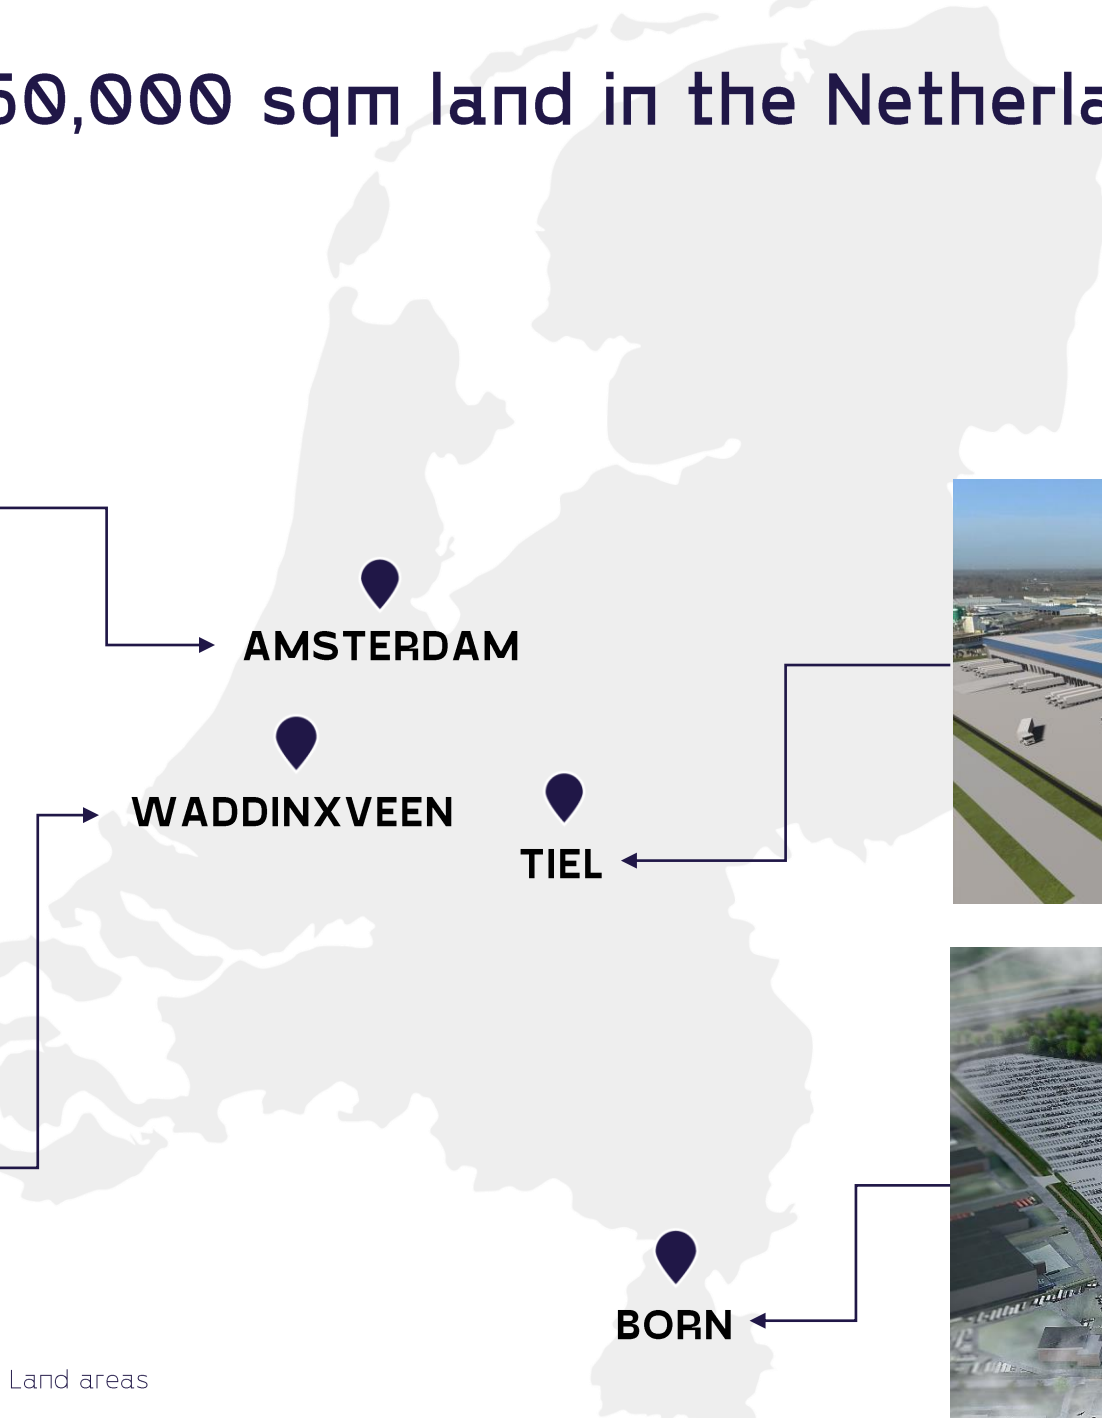 50,000 sqm land in the Netherla
AMSTERDAM
WADDINXVEEN
TIEL
BORN
Land areas